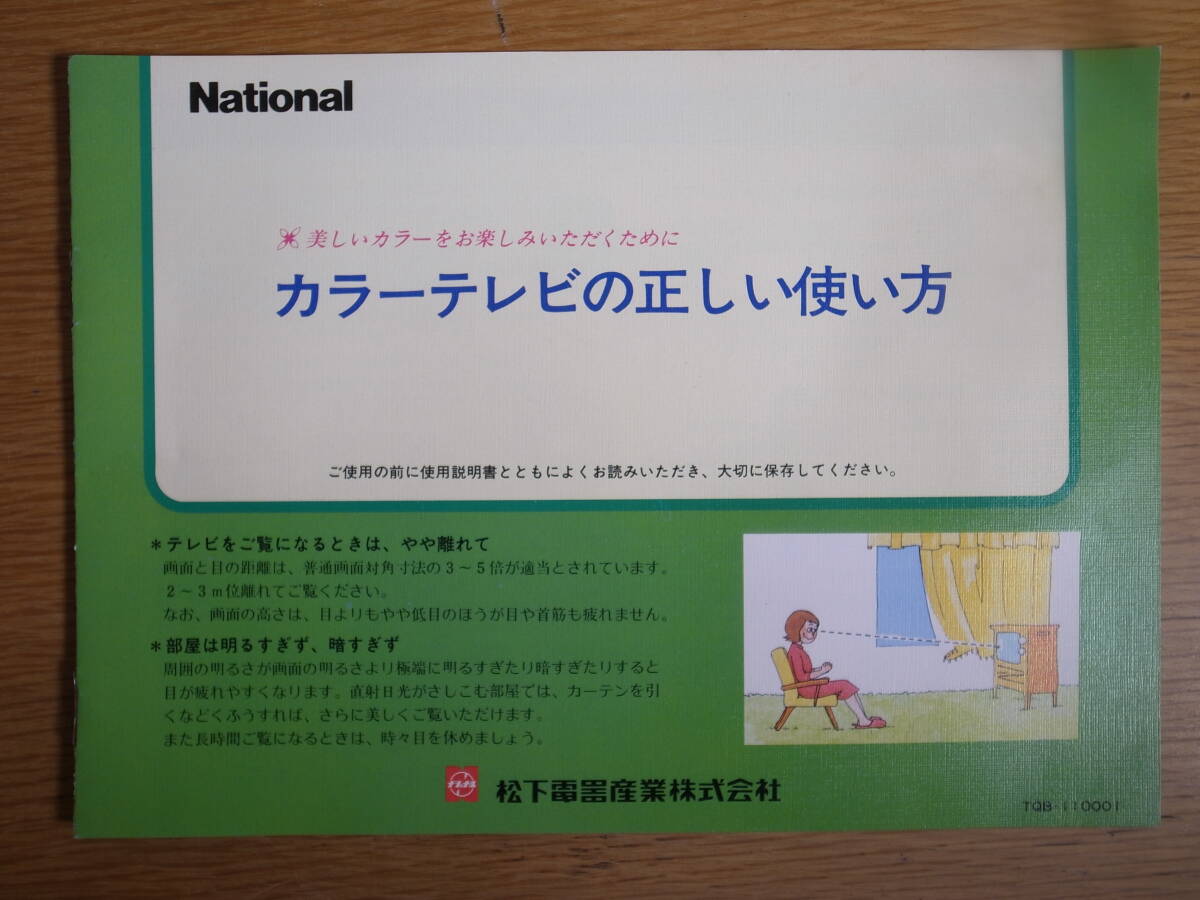 National
美しいカラーをお楽しみいただくために
カラーテレビの正しい使い方
ご使用の前に使用説明書とともによくお読みいただき、大切に保存してください。
＊テレビをご覧になるときは、やや離れて
画面と目の距離は、普通画面対角寸法の3～5倍が適当とされています。
2～3m位離れてご覧ください。
なお、画面の高さは、目よりもやや低目のほうが目や首筋も疲れません。
＊部屋は明るすぎず、暗すぎず
周囲の明るさが画面の明るさより極端に明るすぎたり暗すぎたりすると
目が疲れやすくなります。直射日光がさしこむ部屋では、カーテンを引
くなどくふうすれば、さらに美しくご覧いただけます。
また長時間ご覧になるときは、時々目を休めましょう。
ナショナル 松下電器産業株式会社
TQB-110001